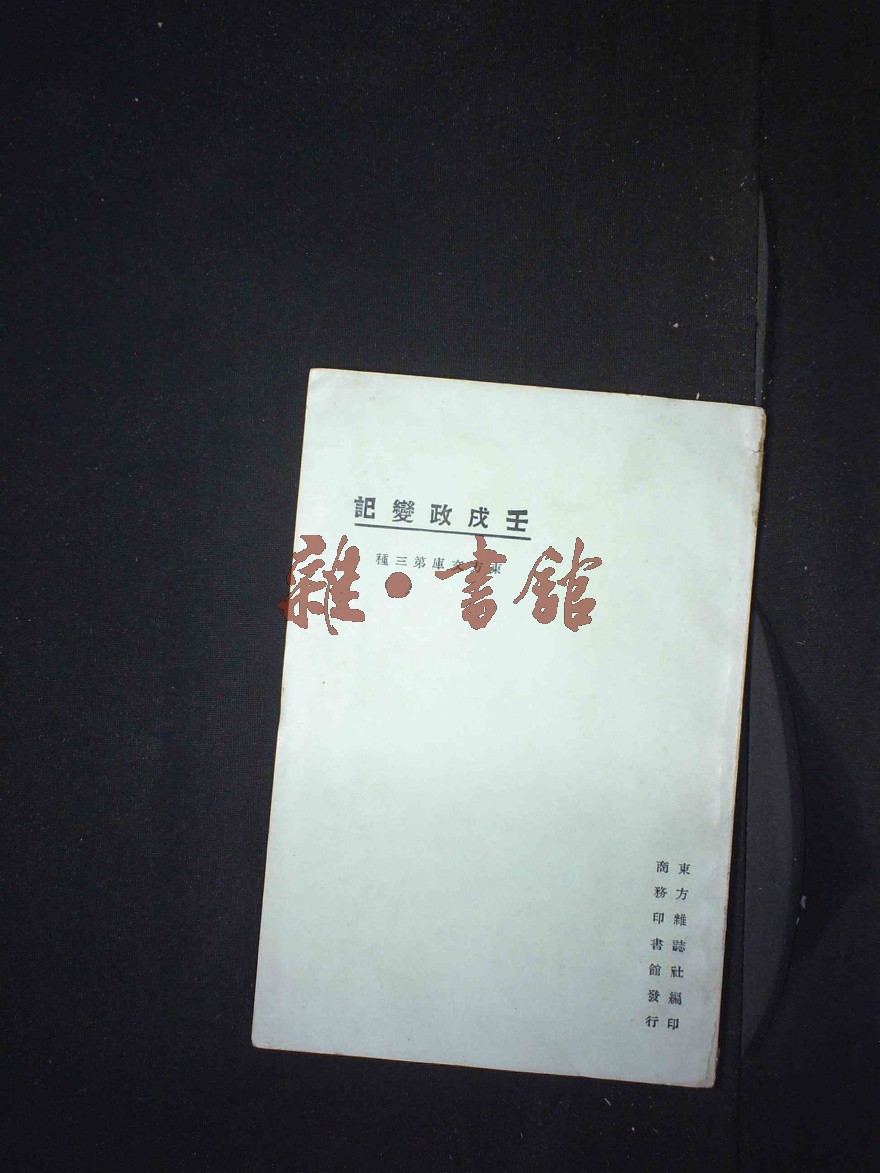 壬戌政變記
東方文庫第三種
雜·書館
東方雜誌社編印
商務印書館發行